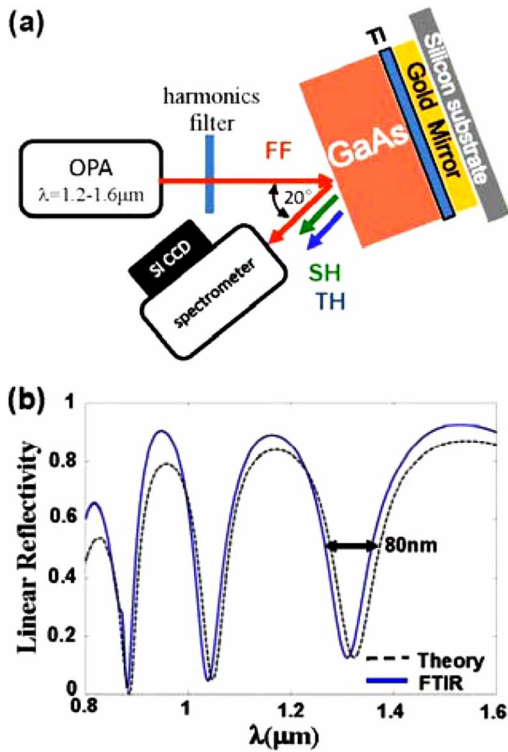 (a)
harmonics
filter
OPA
λ=1.2-1.6μm
FF
20°
GaAs
FI
Gold Mirror
Silicon substrate
SI CCD
spectrometer
SH
TH
(b)
Linear Reflectivity
1
0.8
0.6
0.4
0.2
0
80nm
Theory
FTIR
0.8
1
1.2
1.4
1.6
λ(μm)